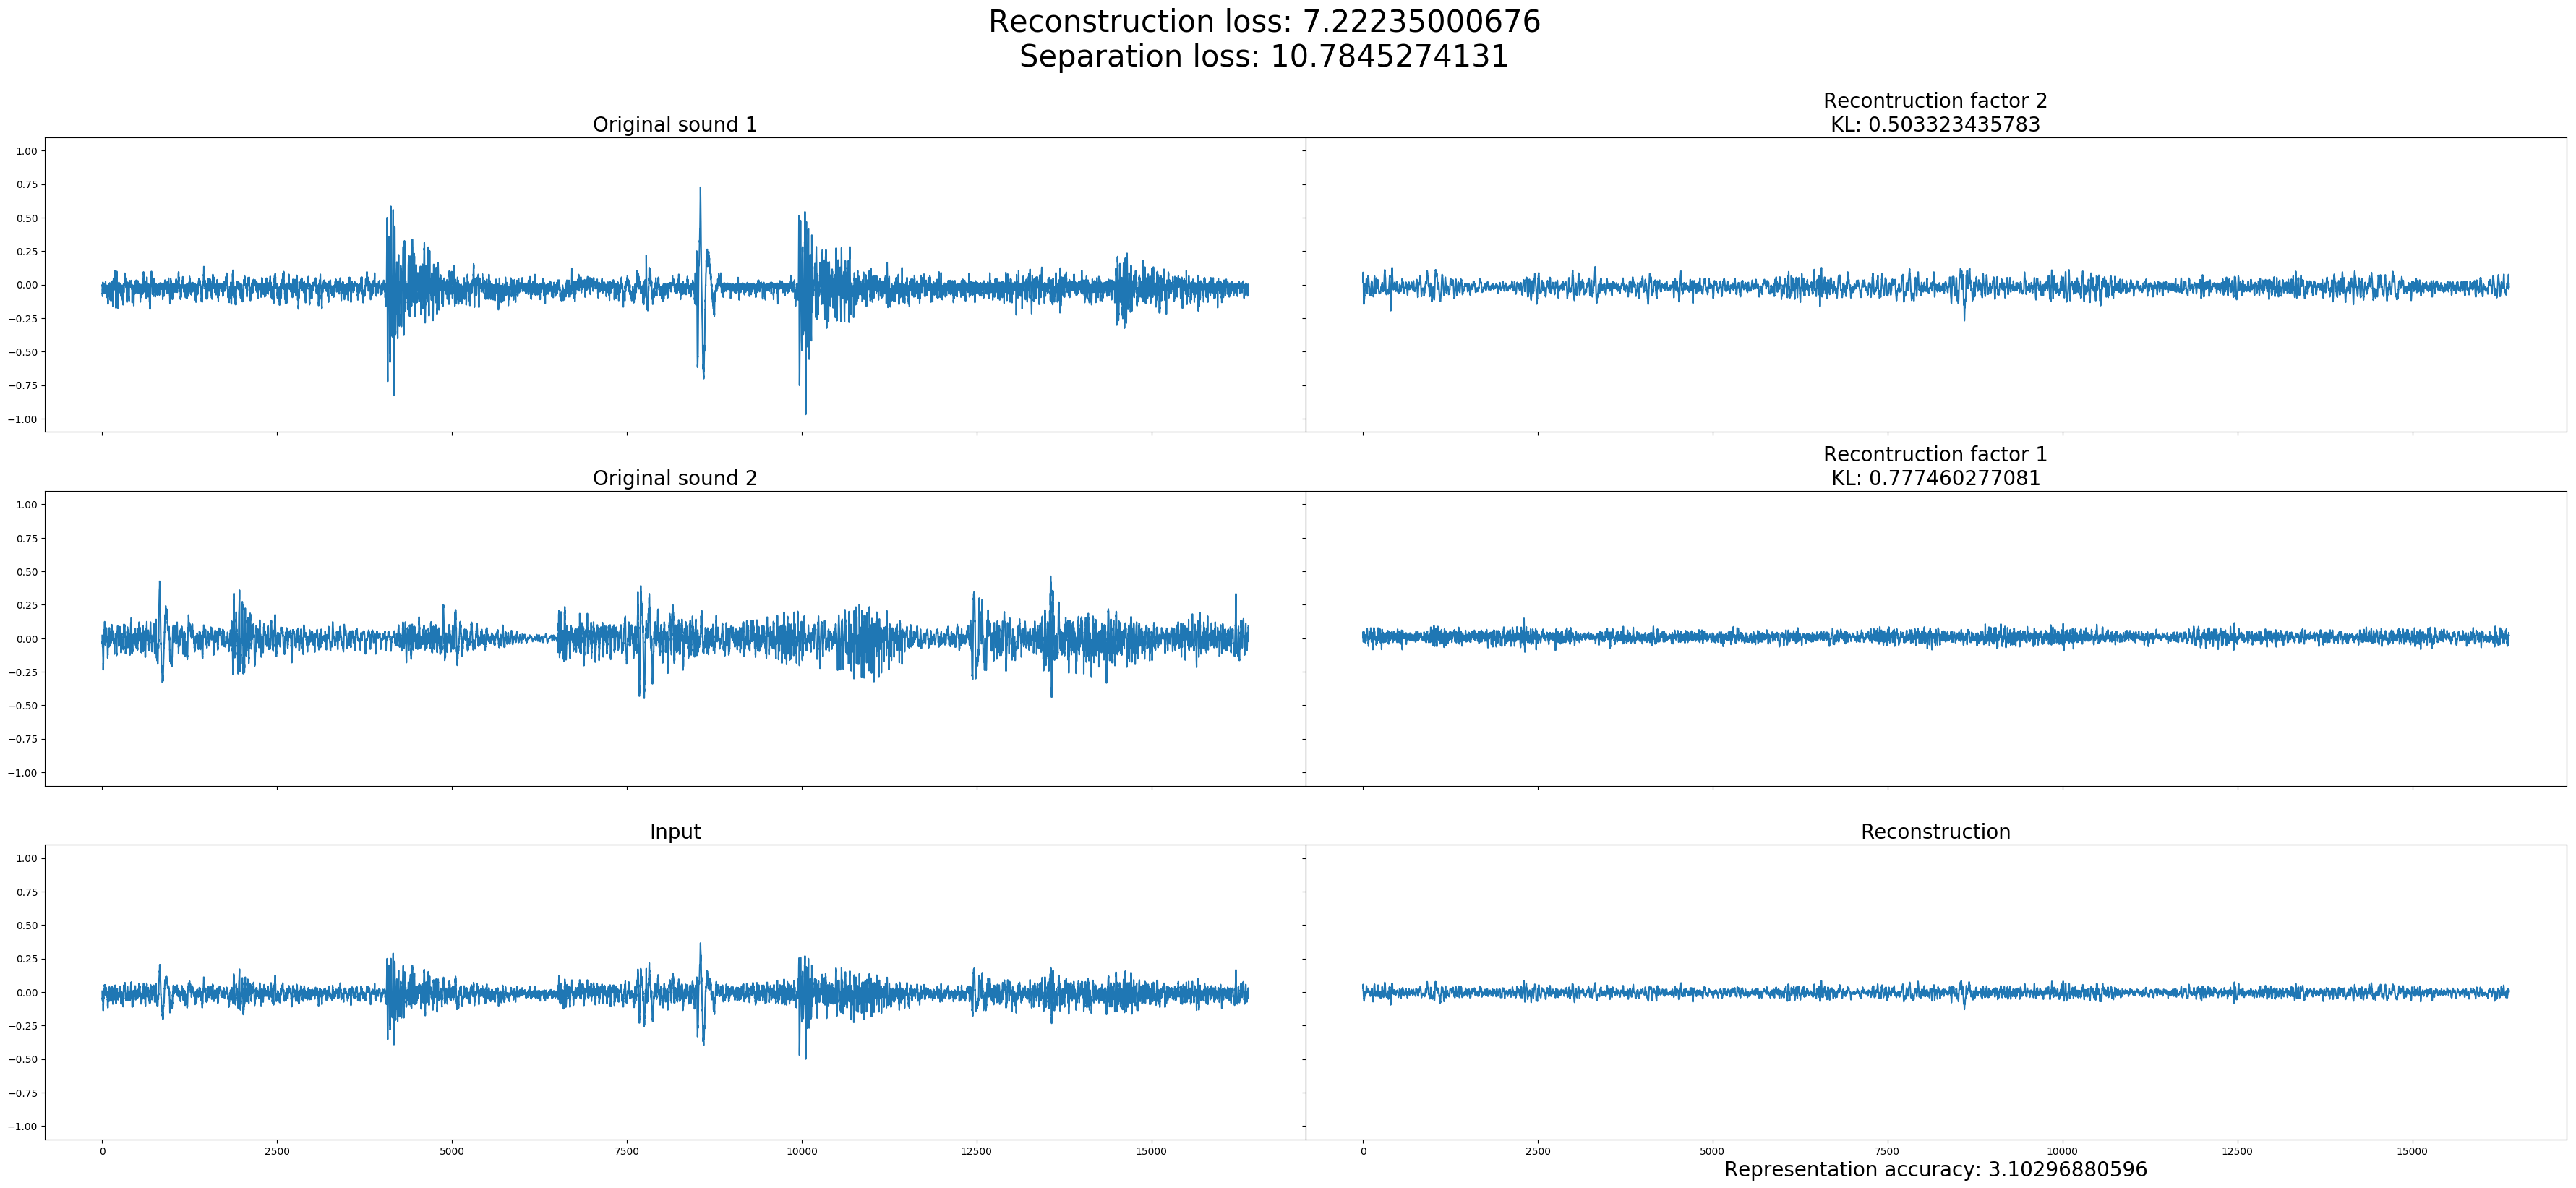 Reconstruction loss: 7.22235000676
Separation loss: 10.7845274131
Original sound 1
1.00
0.75
0.50
0.25
0.00
−0.25
−0.50
−0.75
−1.00
Recontruction factor 2
KL: 0.503323435783
Original sound 2
1.00
0.75
0.50
0.25
0.00
−0.25
−0.50
−0.75
−1.00
Recontruction factor 1
KL: 0.777460277081
Input
1.00
0.75
0.50
0.25
0.00
−0.25
−0.50
−0.75
−1.00
0 2500 5000 7500 10000 12500 15000
Reconstruction
0 2500 5000 7500 10000 12500 15000
Representation accuracy: 3.10296880596